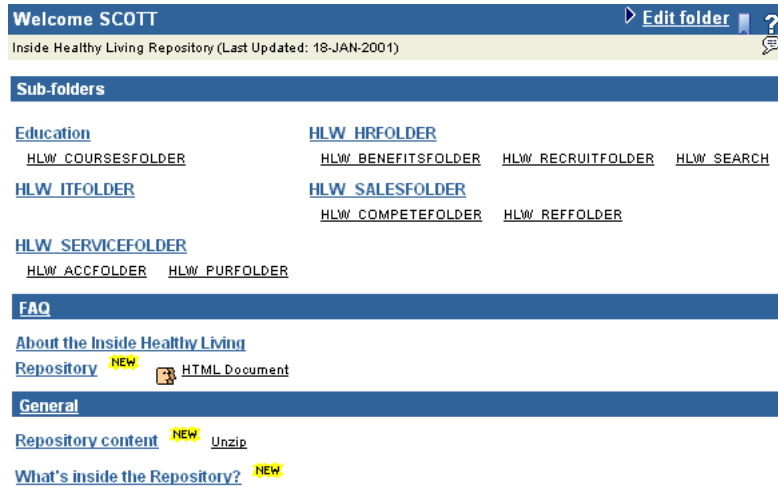 Welcome SCOTT Edit folder ?
Inside Healthy Living Repository (Last Updated: 18-JAN-2001)
Sub-folders
Education HLW_HRFOLDER
HLW_COURSESFOLDER HLW_BENEFITSFOLDER HLW_RECRUITFOLDER HLW_SEARCH
HLW_ITFOLDER HLW_SALESFOLDER
HLW_COMPETEFOLDER HLW_REFFOLDER
HLW_SERVICEFOLDER
HLW_ACCFOLDER HLW_PURFOLDER
FAQ
About the Inside Healthy Living
Repository NEW HTML Document
General
Repository content NEW Unzip
What's inside the Repository? NEW